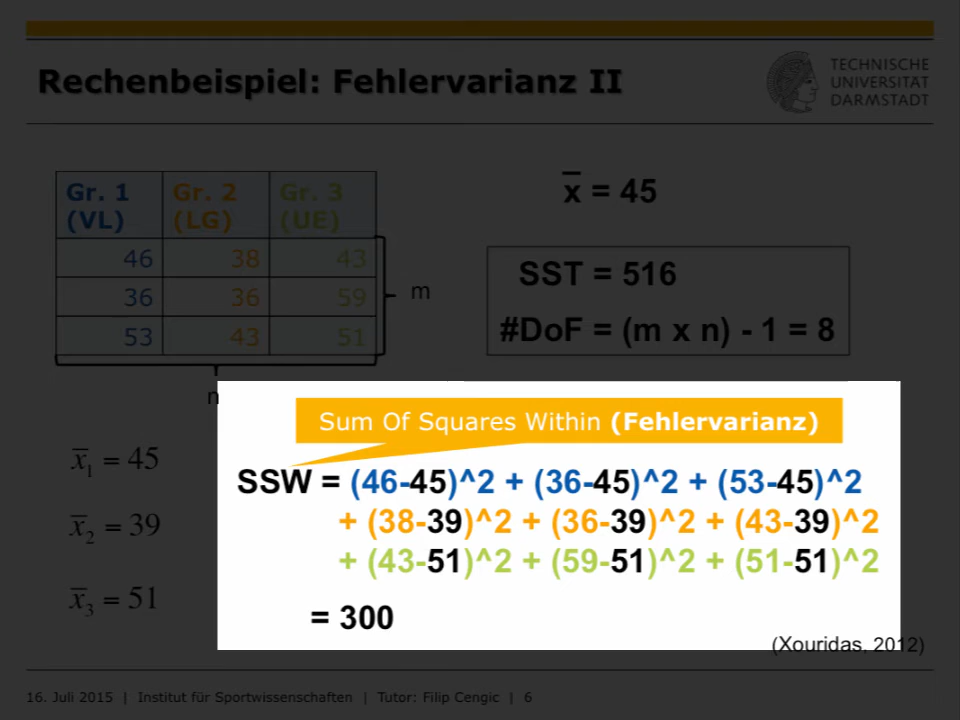 Rechenbeispiel: Fehlervarianz II
TECHNISCHE
UNIVERSITÄT
DARMSTADT
Gr. 1 (VL) Gr. 2 (LG) Gr. 3 (UE)
46 38 43
36 36 59
53 43 51
m
n
x̅ = 45
SST = 516
#DoF = (m x n) - 1 = 8
x̅₁ = 45
x̅₂ = 39
x̅₃ = 51
Sum Of Squares Within (Fehlervarianz)
SSW = (46-45)^2 + (36-45)^2 + (53-45)^2
+ (38-39)^2 + (36-39)^2 + (43-39)^2
+ (43-51)^2 + (59-51)^2 + (51-51)^2
= 300
(Xouridas, 2012)
16. Juli 2015 | Institut für Sportwissenschaften | Tutor: Filip Cengic | 6